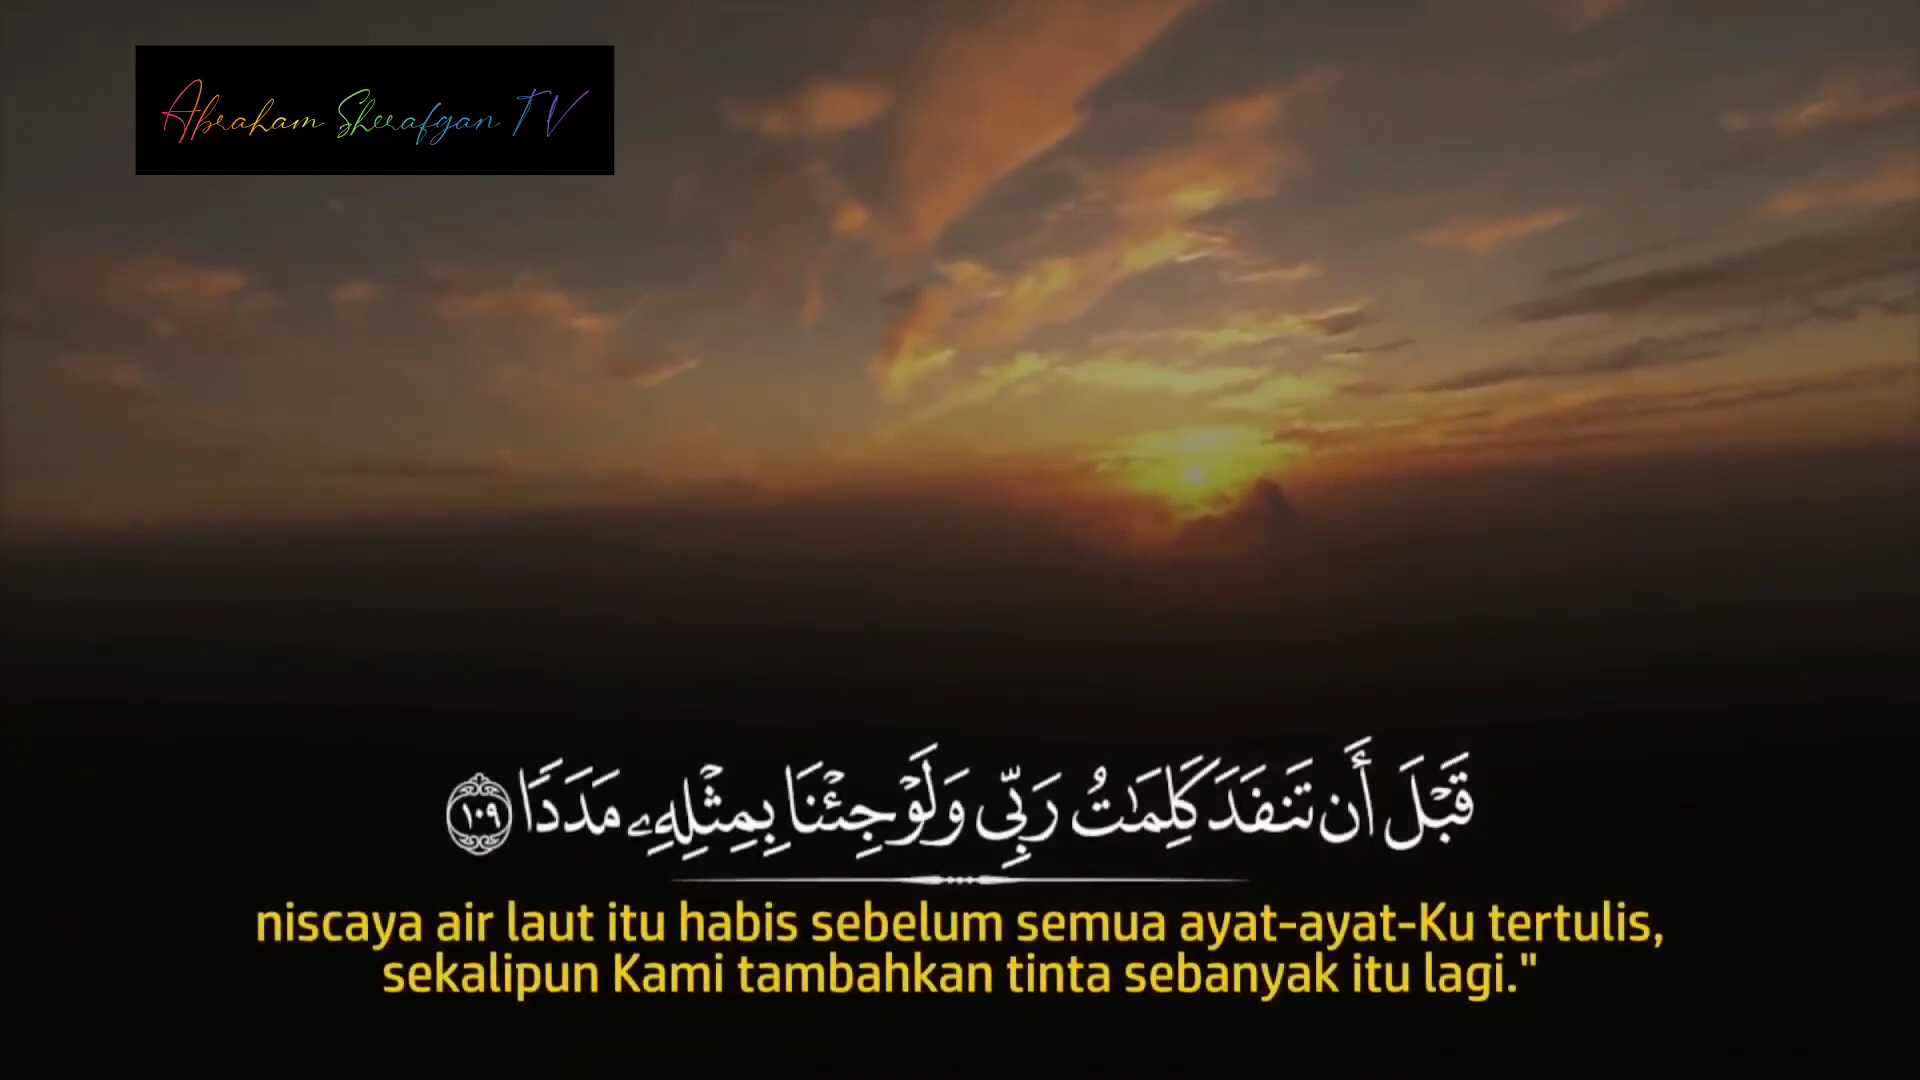 Abraham Sherafgan TV
قَبْلَ أَن تَنفَدَ كَلِمَٰتُ رَبِّى وَلَوْ جِئْنَا بِمِثْلِهِۦ مَدَدًا ١٠٩
niscaya air laut itu habis sebelum semua ayat-ayat-Ku tertulis,
sekalipun Kami tambahkan tinta sebanyak itu lagi."